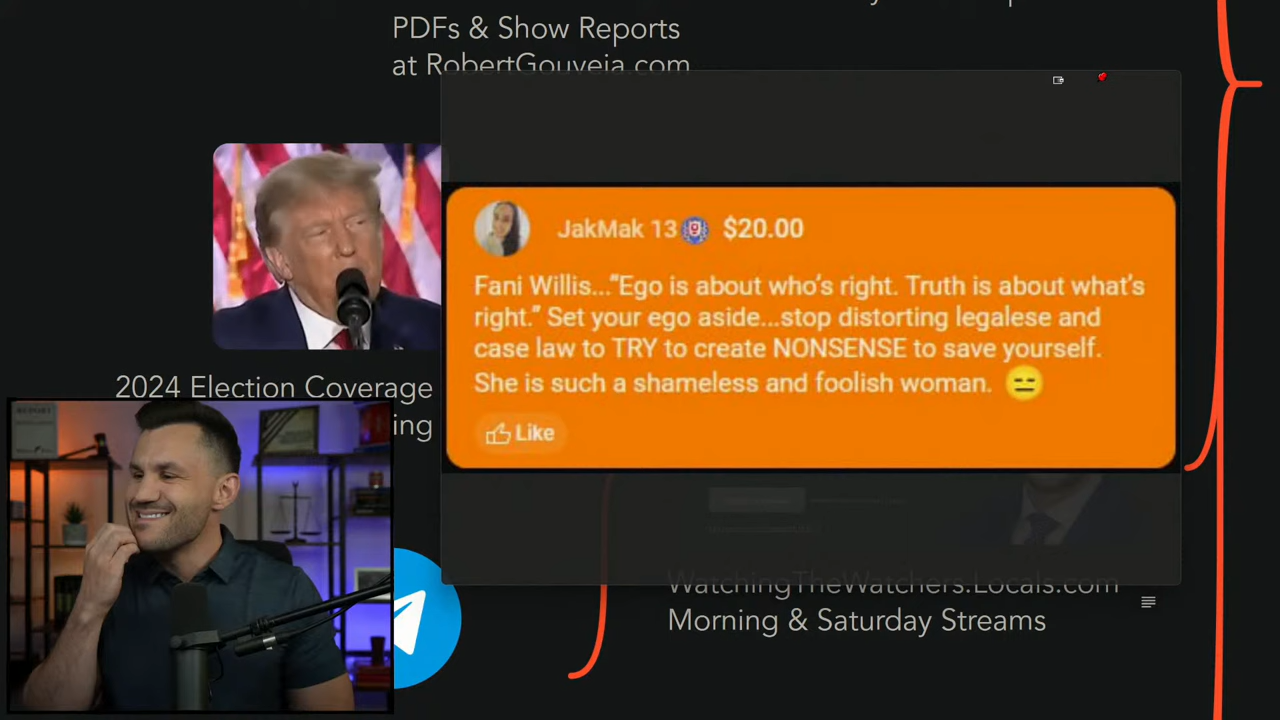 PDFs & Show Reports
at RobertGouveia.com
JakMak 13 $20.00
Fani Willis...“Ego is about who’s right. Truth is about what’s
right.” Set your ego aside...stop distorting legalese and
case law to TRY to create NONSENSE to save yourself.
She is such a shameless and foolish woman. 😑
Like
2024 Election Coverage
ing
WatchingTheWatchers.Locals.com
Morning & Saturday Streams